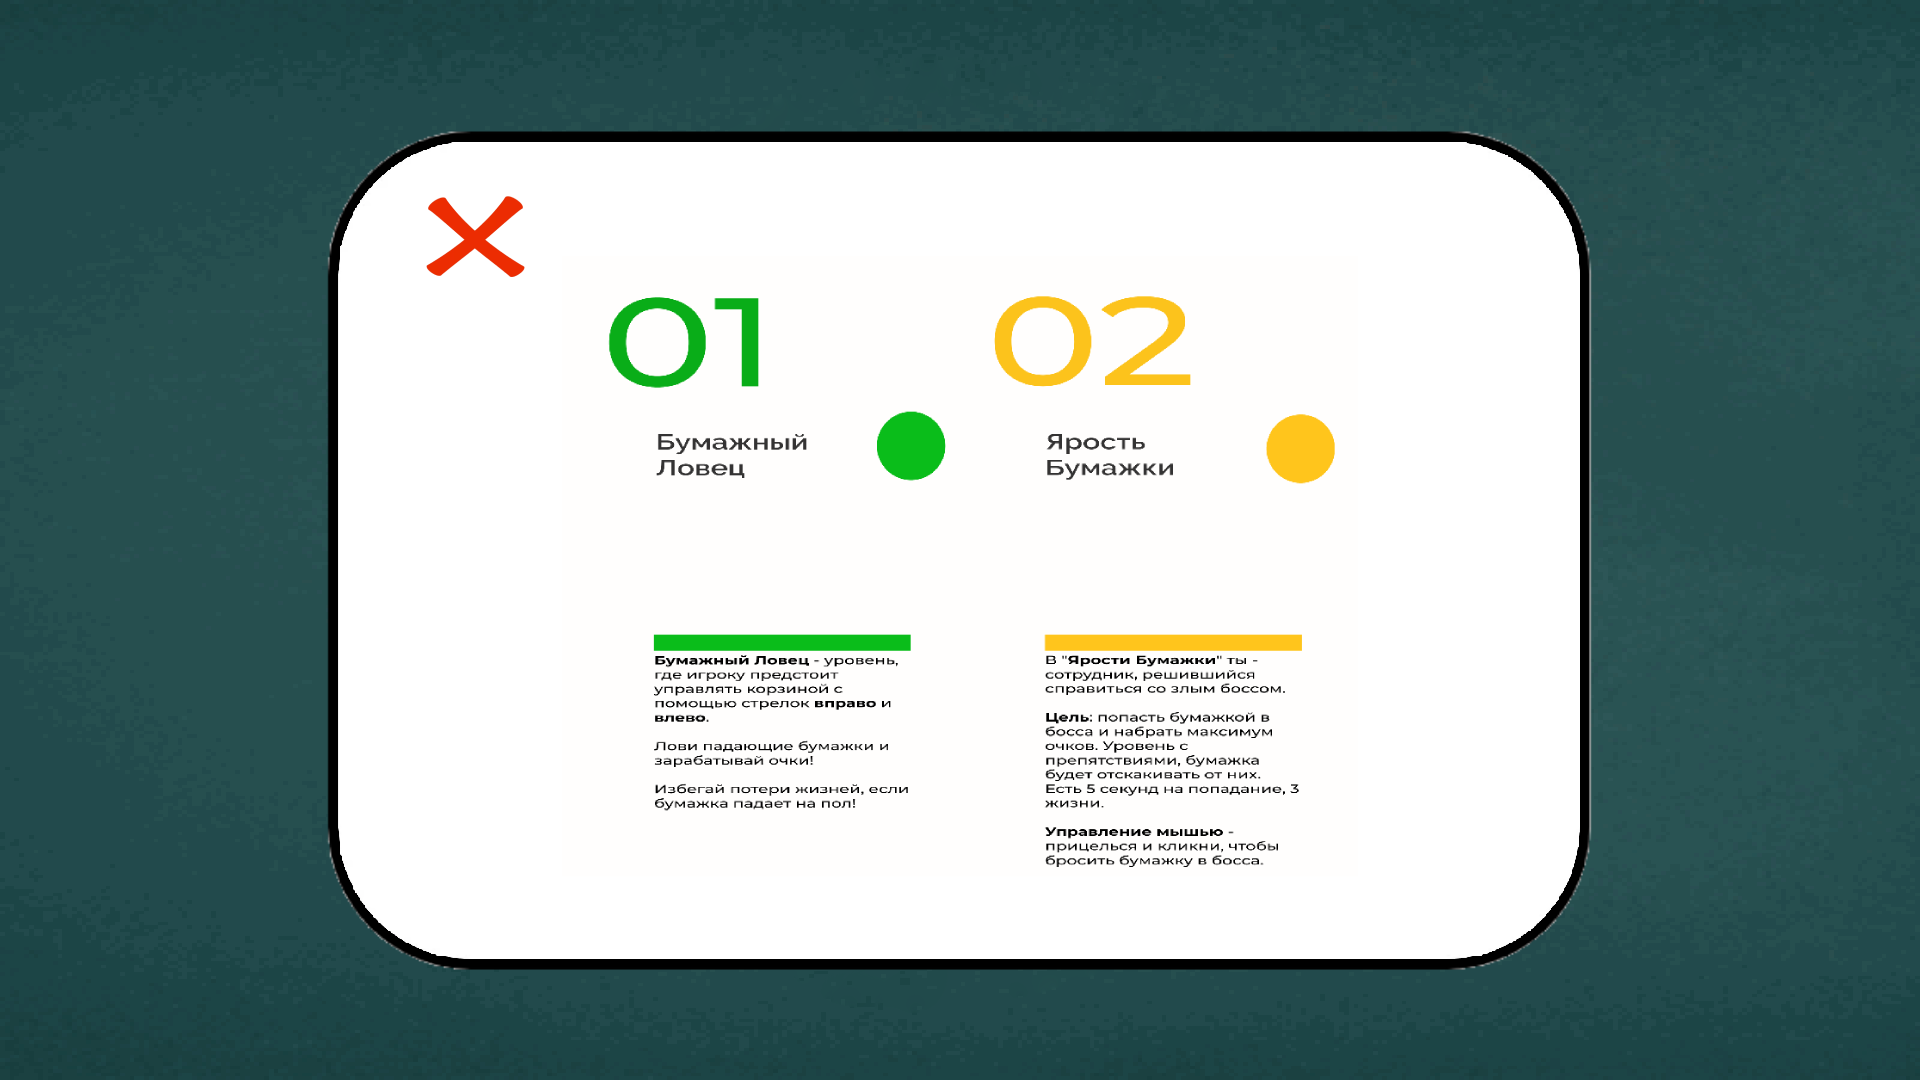 01
Бумажный
Ловец
Бумажный Ловец - уровень,
где игроку предстоит
управлять корзиной с
помощью стрелок вправо и
влево.
Лови падающие бумажки и
зарабатывай очки!
Избегай потери жизней, если
бумажка падает на пол!
02
Ярость
Бумажки
В "Ярости Бумажки" ты -
сотрудник, решившийся
справиться со злым боссом.
Цель: попасть бумажкой в
босса и набрать максимум
очков. Уровень с
препятствиями, бумажка
будет отскакивать от них.
Есть 5 секунд на попадание, 3
жизни.
Управление мышью -
прицелься и кликни, чтобы
бросить бумажку в босса.